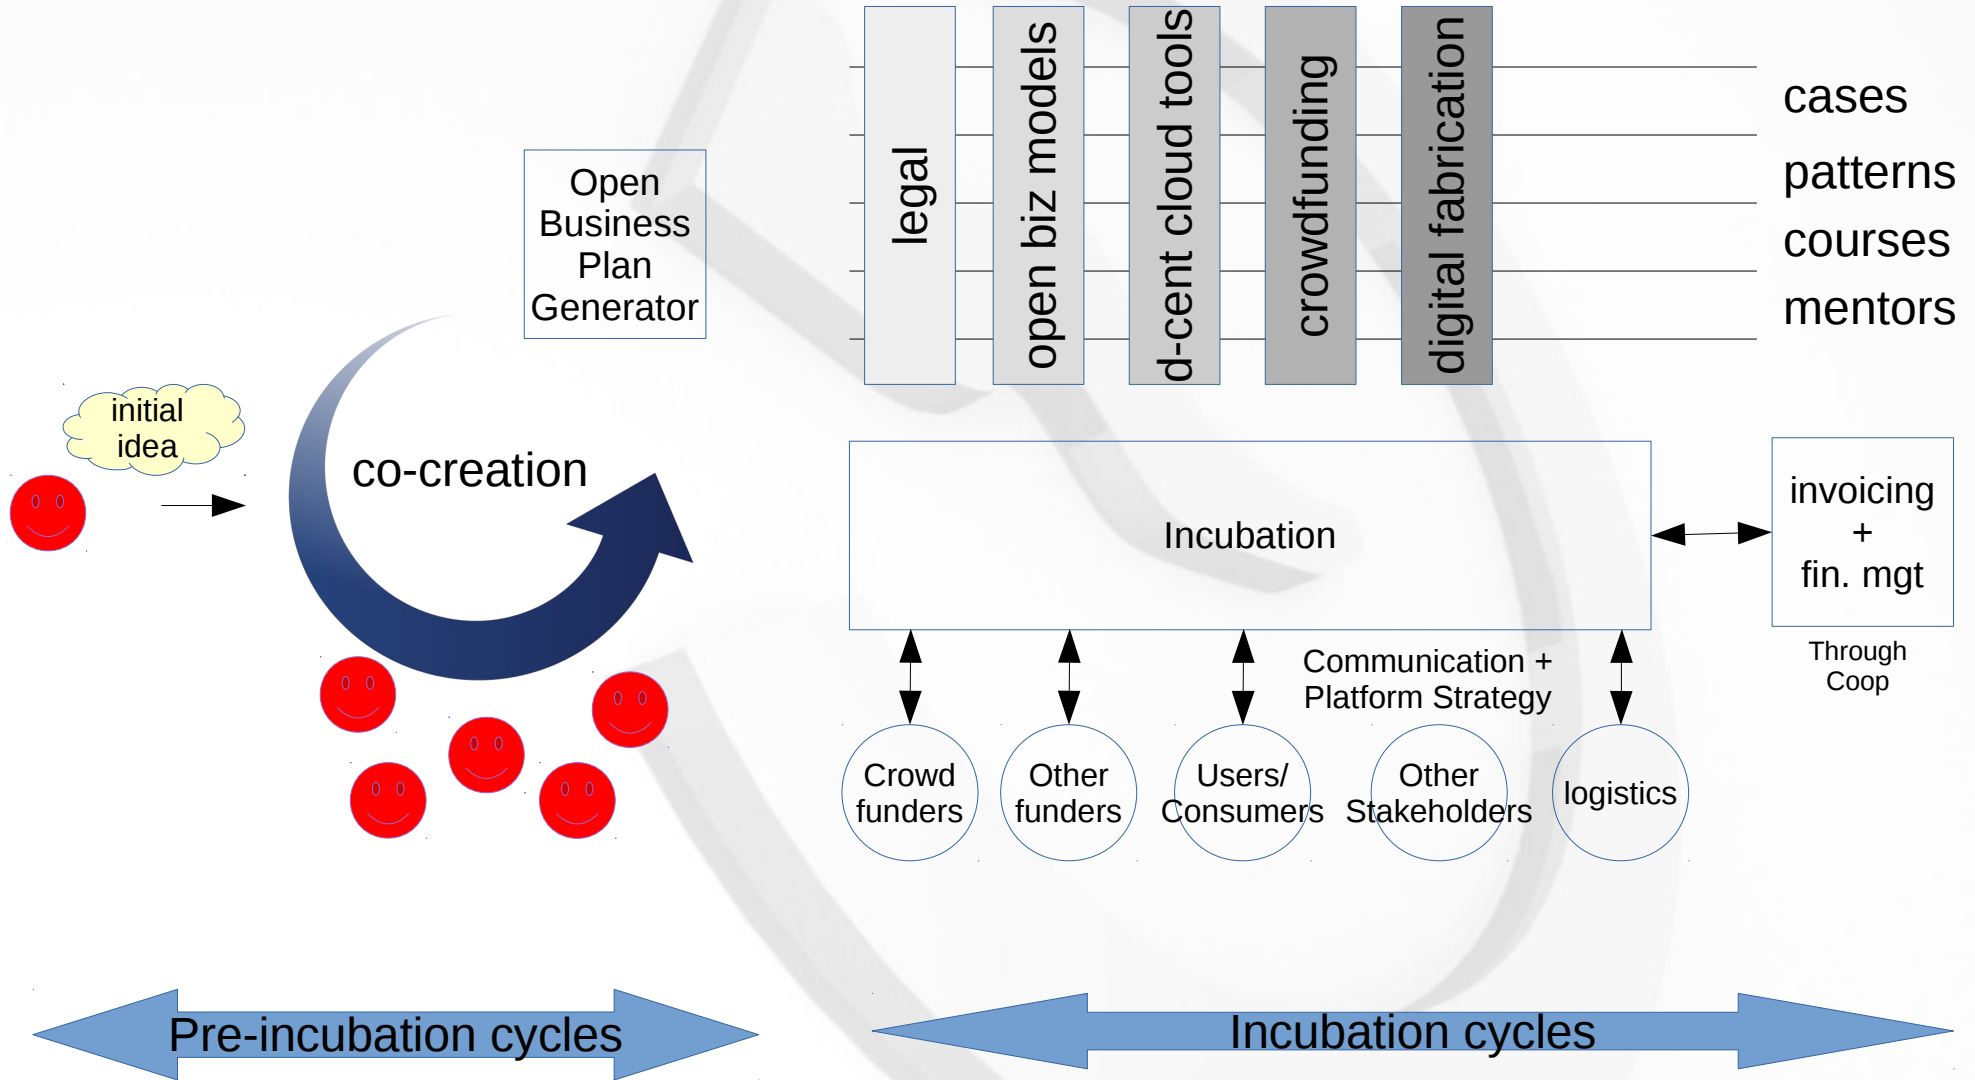 legal
open biz models
d-cent cloud tools
crowdfunding
digital fabrication
cases
patterns
courses
mentors
Open
Business
Plan
Generator
initial
idea
co-creation
Incubation
invoicing
+
fin. mgt
Through
Coop
Communication +
Platform Strategy
Crowd
funders
Other
funders
Users/
Consumers
Other
Stakeholders
logistics
Pre-incubation cycles
Incubation cycles